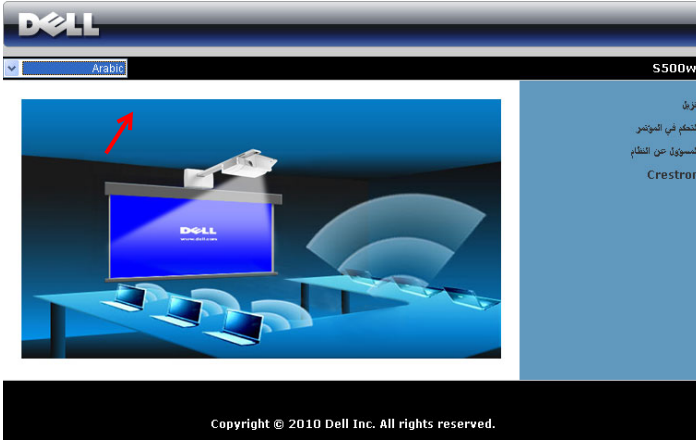 DELL
Arabic
S500w
التحكم في المؤتمر
المسؤول عن النظام
Crestron
DELL
www.dell.com
Copyright © 2010 Dell Inc. All rights reserved.